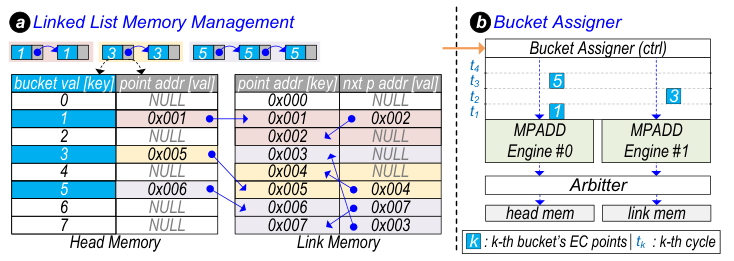 a Linked List Memory Management
1 1 3 3 5 5 5
bucket val [key] point addr [val]
0 NULL
1 0x001
2 NULL
3 0x005
4 NULL
5 0x006
6 NULL
7 NULL
Head Memory
point addr [key] nxt p addr [val]
0x000 NULL
0x001 0x002
0x002 NULL
0x003 NULL
0x004 NULL
0x005 0x004
0x006 0x007
0x007 0x003
Link Memory
b Bucket Assigner
Bucket Assigner (ctrl)
t4
t3 5
t2 3
t1 1
MPADD Engine #0
MPADD Engine #1
Arbitter
head mem link mem
k : k-th bucket's EC points tk : k-th cycle